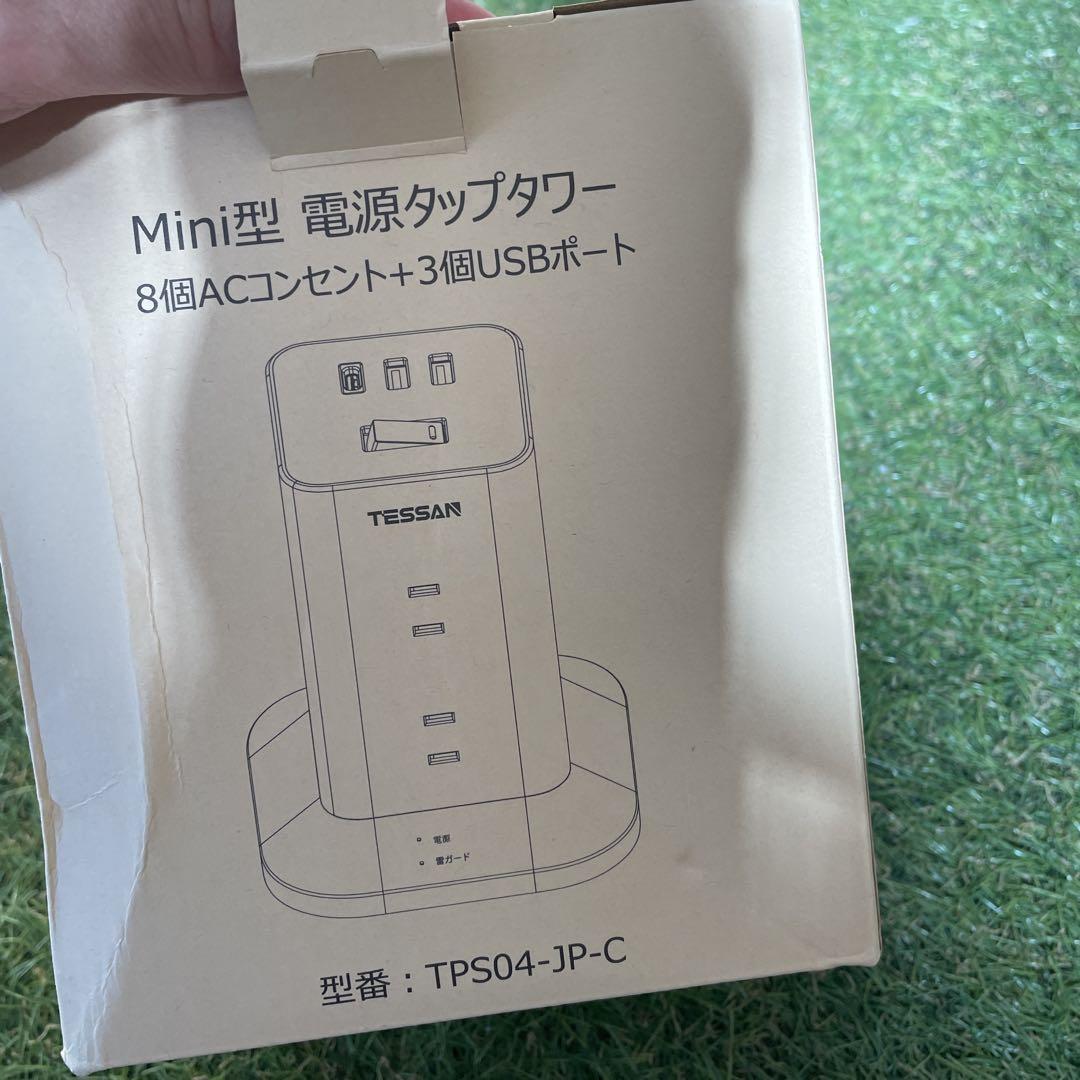 Mini型 電源タップタワー
8個ACコンセント+3個USBポート
TESSAN
電源
雷ガード
型番：TPS04-JP-C